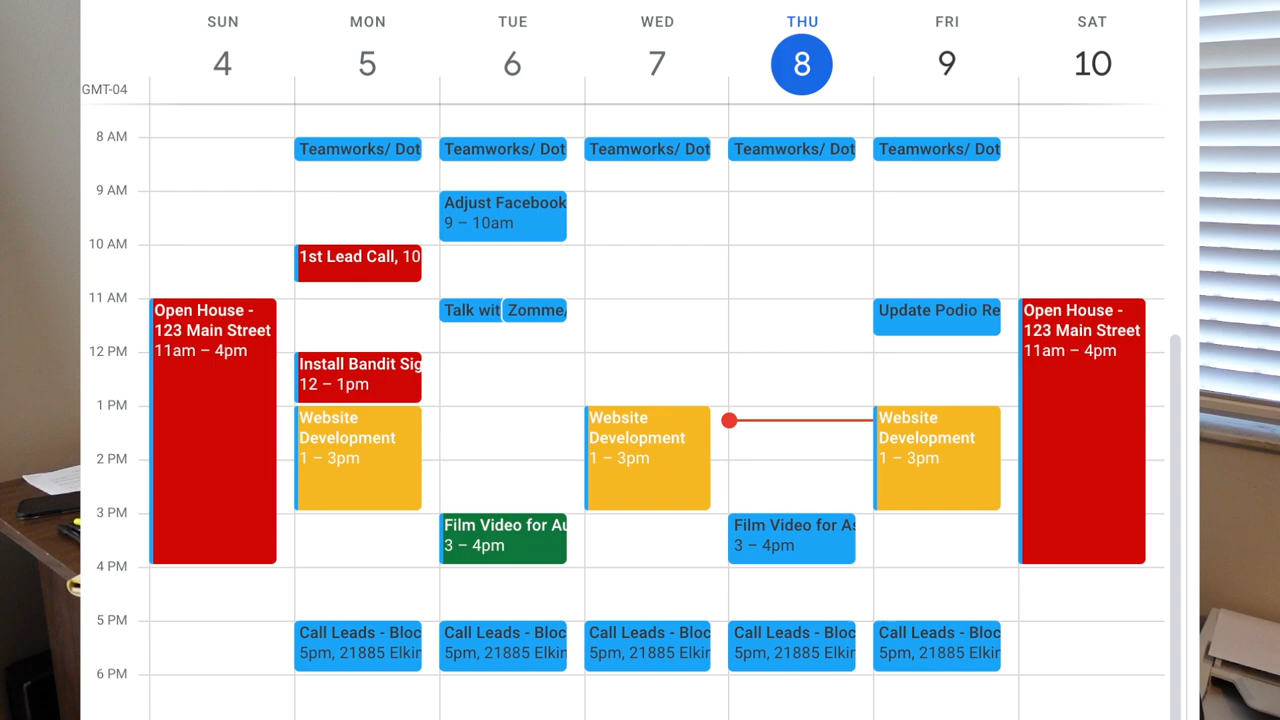 SUN MON TUE WED THU FRI SAT
4 5 6 7 8 9 10
GMT-04
8 AM
Teamworks/ Dot Teamworks/ Dot Teamworks/ Dot Teamworks/ Dot Teamworks/ Dot
9 AM
Adjust Facebook
9 – 10am
10 AM
1st Lead Call, 10
11 AM
Open House -
123 Main Street
11am – 4pm
Talk wit Zomme/
Update Podio Re
Open House -
123 Main Street
11am – 4pm
12 PM
Install Bandit Sig
12 – 1pm
1 PM
Website
Development
1 – 3pm
Website
Development
1 – 3pm
Website
Development
1 – 3pm
2 PM
3 PM
Film Video for Au
3 – 4pm
Film Video for As
3 – 4pm
4 PM
5 PM
Call Leads - Bloc Call Leads - Bloc Call Leads - Bloc Call Leads - Bloc Call Leads - Bloc
5pm, 21885 Elkin 5pm, 21885 Elkin 5pm, 21885 Elkin 5pm, 21885 Elkin 5pm, 21885 Elkin
6 PM